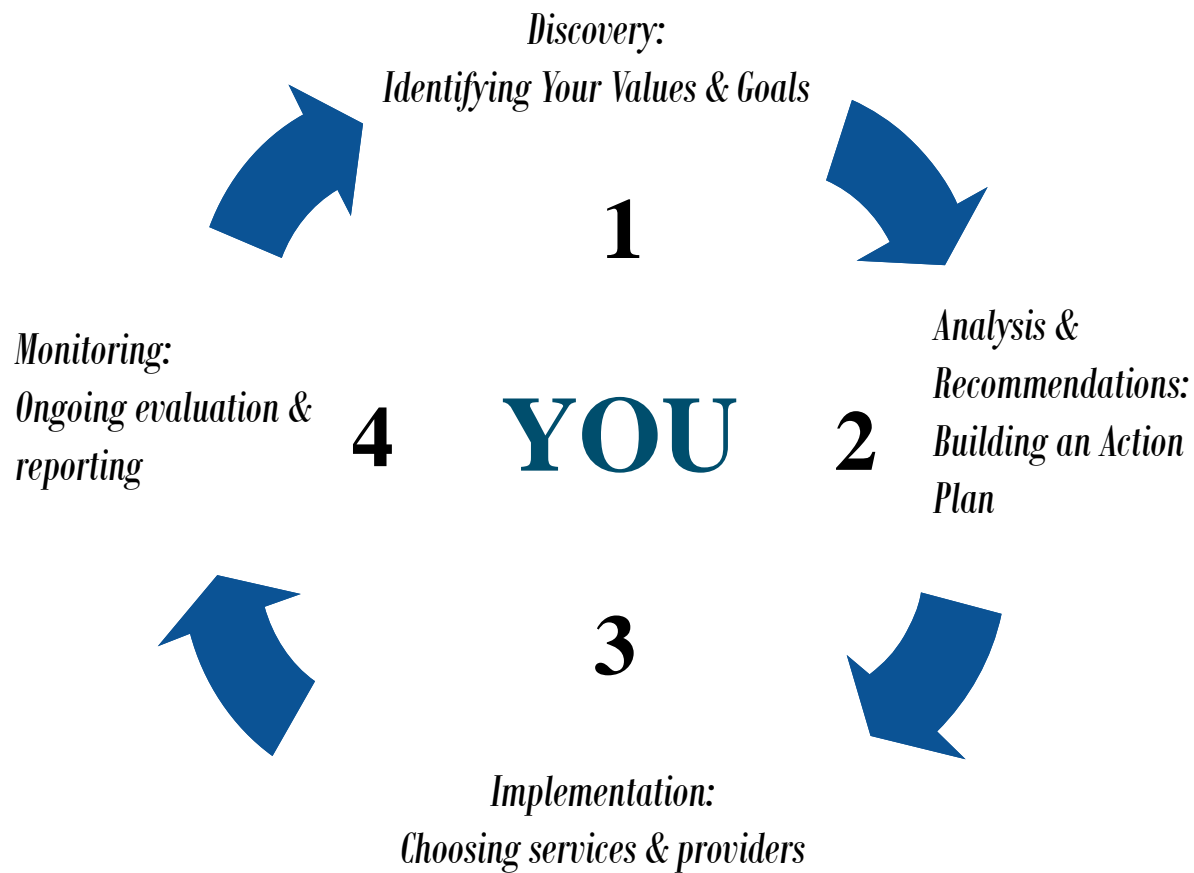 Discovery:
Identifying Your Values & Goals
1
Analysis &
Recommendations:
Building an Action
Plan
2
YOU
3
Implementation:
Choosing services & providers
4
Monitoring:
Ongoing evaluation &
reporting